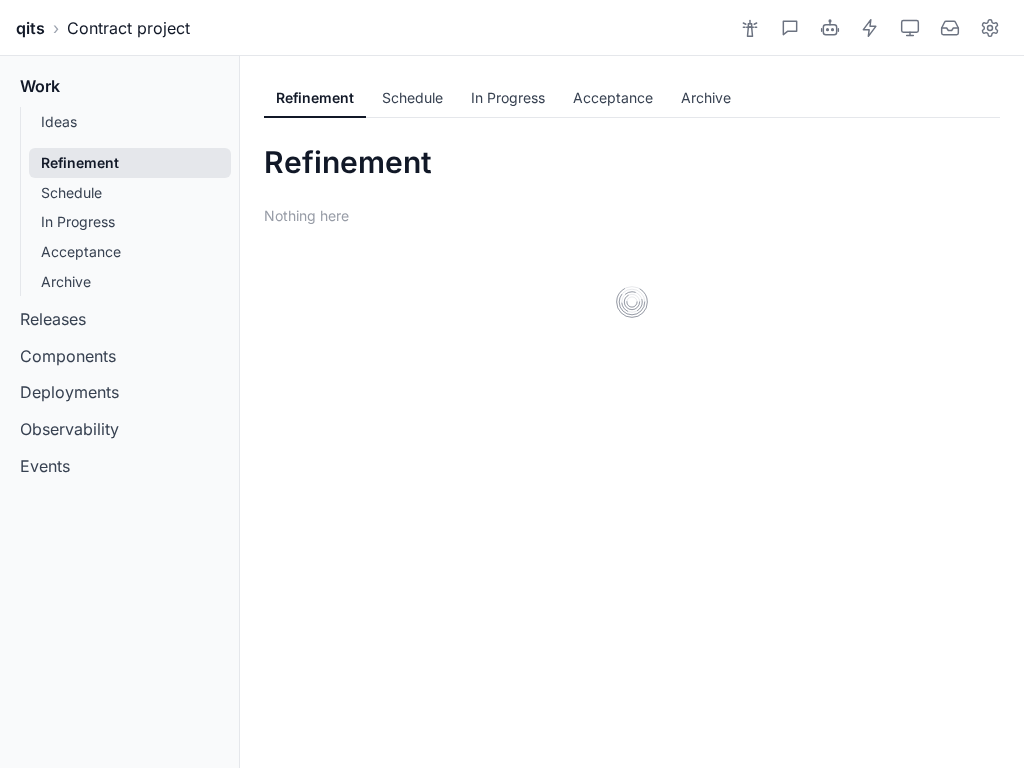 qits › Contract project
Work
Ideas
Refinement
Schedule
In Progress
Acceptance
Archive
Releases
Components
Deployments
Observability
Events
Refinement Schedule In Progress Acceptance Archive
Refinement
Nothing here